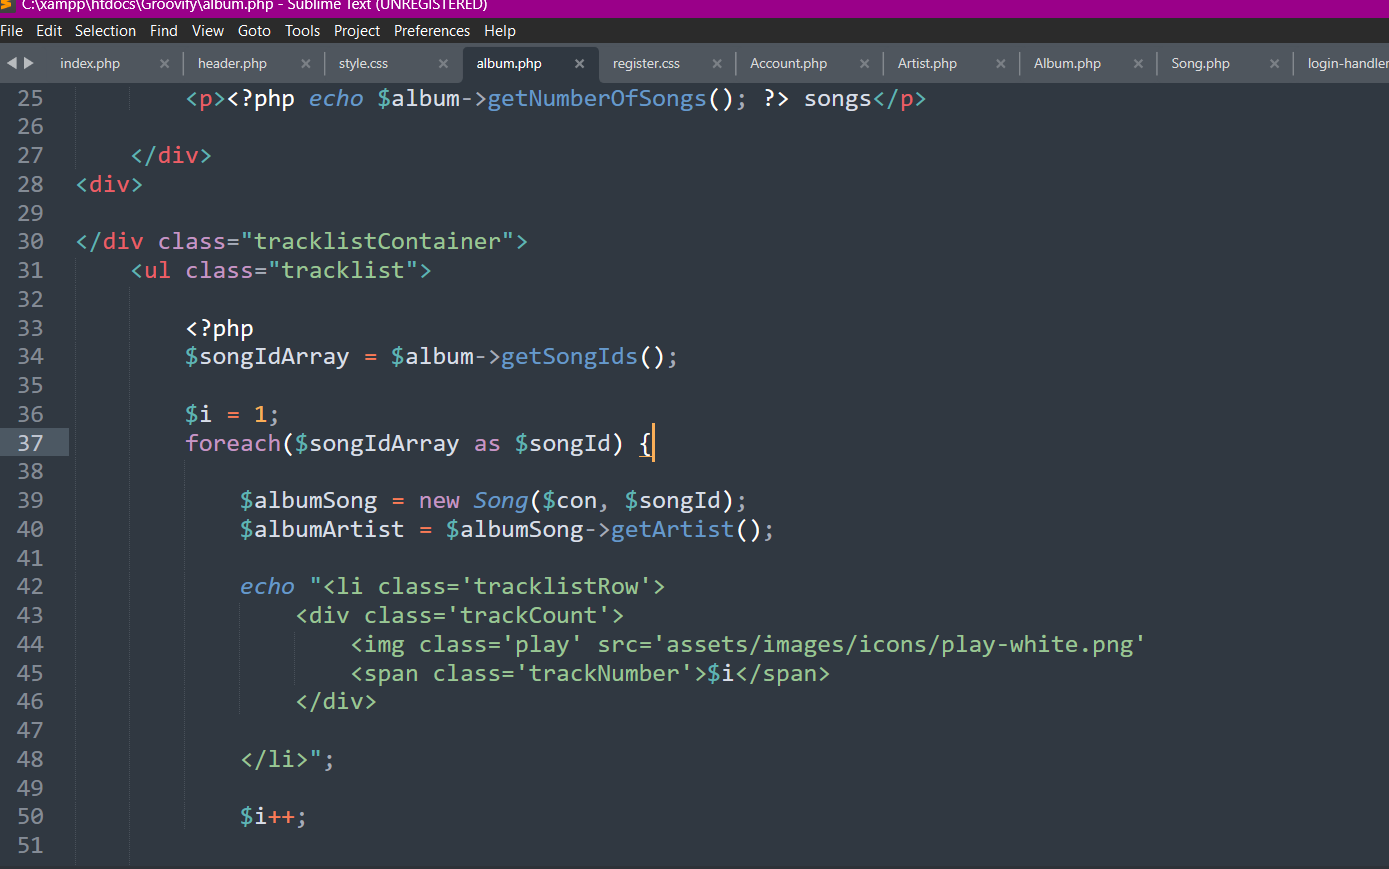 C:\xampp\htdocs\Groovify\album.php - Sublime Text (UNREGISTERED)
File Edit Selection Find View Goto Tools Project Preferences Help
index.php × header.php × style.css × album.php × register.css × Account.php × Artist.php × Album.php × Song.php × login-handler
25 <p><?php echo $album->getNumberOfSongs(); ?> songs</p>
26
27 </div>
28 <div>
29
30 </div class="tracklistContainer">
31 <ul class="tracklist">
32
33 <?php
34 $songIdArray = $album->getSongIds();
35
36 $i = 1;
37 foreach($songIdArray as $songId) {
38
39 $albumSong = new Song($con, $songId);
40 $albumArtist = $albumSong->getArtist();
41
42 echo "<li class='tracklistRow'>
43 <div class='trackCount'>
44 <img class='play' src='assets/images/icons/play-white.png'
45 <span class='trackNumber'>$i</span>
46 </div>
47
48 </li>";
49
50 $i++;
51